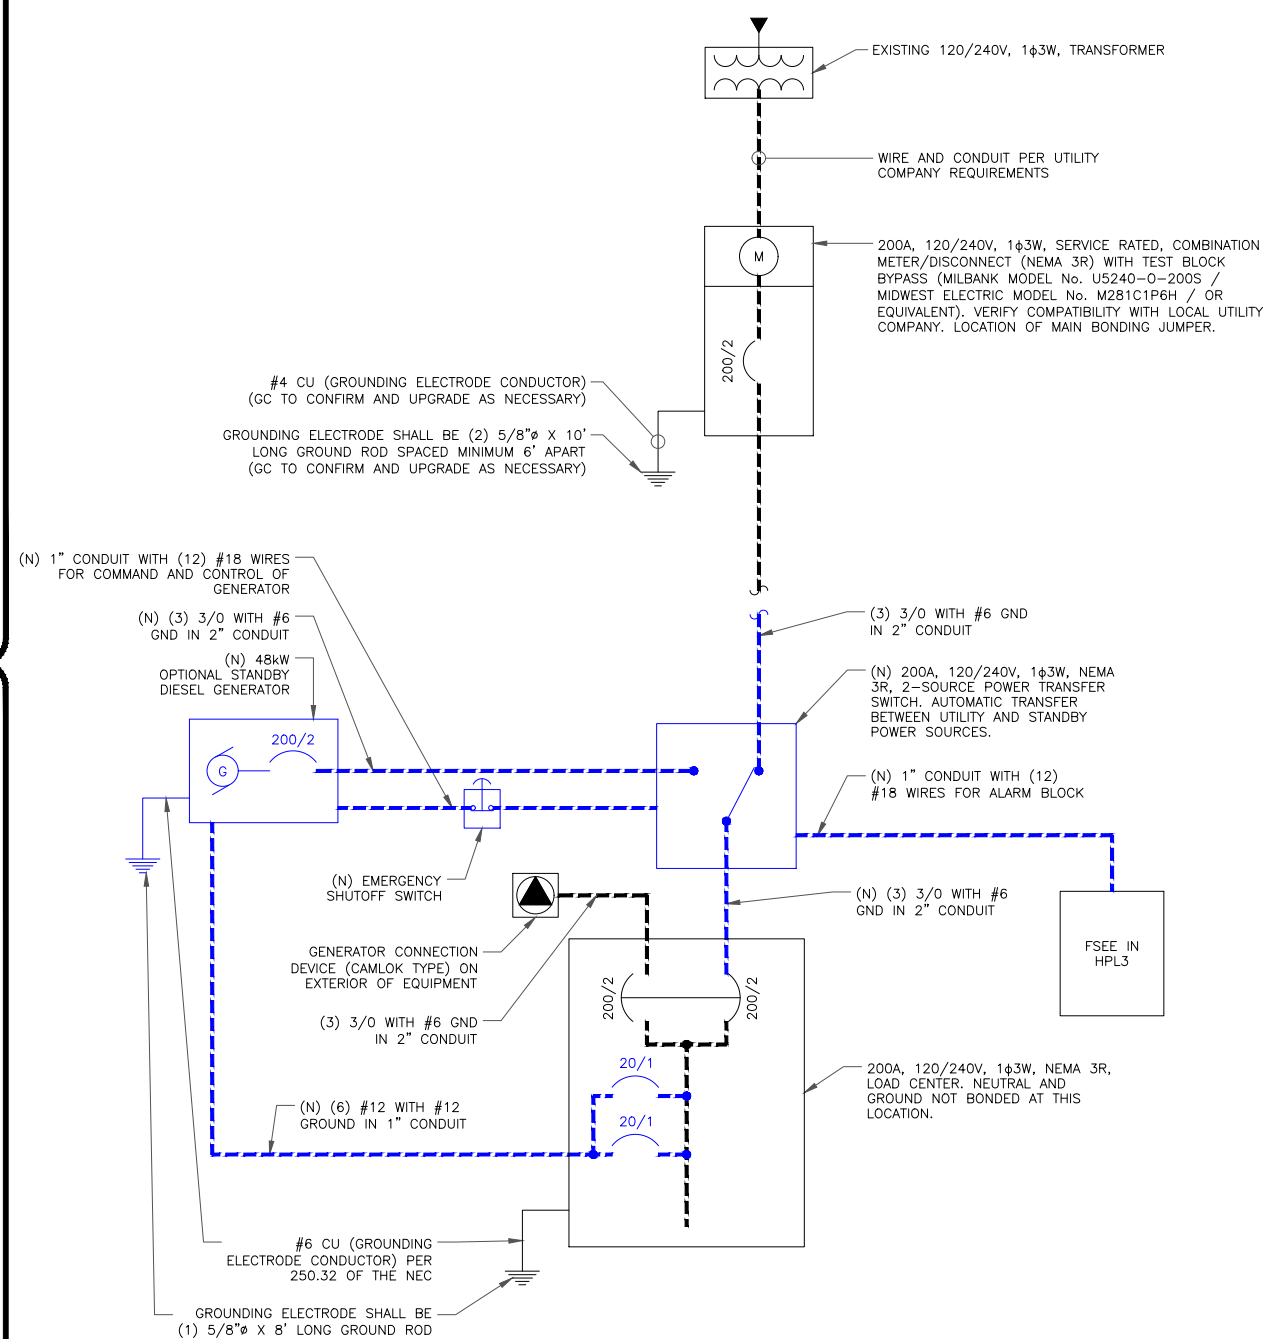 EXISTING 120/240V, 1ϕ3W, TRANSFORMER
WIRE AND CONDUIT PER UTILITY
COMPANY REQUIREMENTS
M
200A, 120/240V, 1ϕ3W, SERVICE RATED, COMBINATION
METER/DISCONNECT (NEMA 3R) WITH TEST BLOCK
BYPASS (MILBANK MODEL No. U5240-O-200S /
MIDWEST ELECTRIC MODEL No. M281C1P6H / OR
EQUIVALENT). VERIFY COMPATIBILITY WITH LOCAL UTILITY
COMPANY. LOCATION OF MAIN BONDING JUMPER.
200/2
#4 CU (GROUNDING ELECTRODE CONDUCTOR)
(GC TO CONFIRM AND UPGRADE AS NECESSARY)
GROUNDING ELECTRODE SHALL BE (2) 5/8"ø X 10'
LONG GROUND ROD SPACED MINIMUM 6' APART
(GC TO CONFIRM AND UPGRADE AS NECESSARY)
(N) 1" CONDUIT WITH (12) #18 WIRES
FOR COMMAND AND CONTROL OF
GENERATOR
(N) (3) 3/0 WITH #6
GND IN 2" CONDUIT
(N) 48kW
OPTIONAL STANDBY
DIESEL GENERATOR
(3) 3/0 WITH #6 GND
IN 2" CONDUIT
(N) 200A, 120/240V, 1ϕ3W, NEMA
3R, 2-SOURCE POWER TRANSFER
SWITCH. AUTOMATIC TRANSFER
BETWEEN UTILITY AND STANDBY
POWER SOURCES.
200/2
G
(N) 1" CONDUIT WITH (12)
#18 WIRES FOR ALARM BLOCK
(N) EMERGENCY
SHUTOFF SWITCH
(N) (3) 3/0 WITH #6
GND IN 2" CONDUIT
FSEE IN
HPL3
GENERATOR CONNECTION
DEVICE (CAMLOK TYPE) ON
EXTERIOR OF EQUIPMENT
200/2
200/2
(3) 3/0 WITH #6 GND
IN 2" CONDUIT
20/1
20/1
200A, 120/240V, 1ϕ3W, NEMA 3R,
LOAD CENTER. NEUTRAL AND
GROUND NOT BONDED AT THIS
LOCATION.
(N) (6) #12 WITH #12
GROUND IN 1" CONDUIT
#6 CU (GROUNDING
ELECTRODE CONDUCTOR) PER
250.32 OF THE NEC
GROUNDING ELECTRODE SHALL BE
(1) 5/8"ø X 8' LONG GROUND ROD